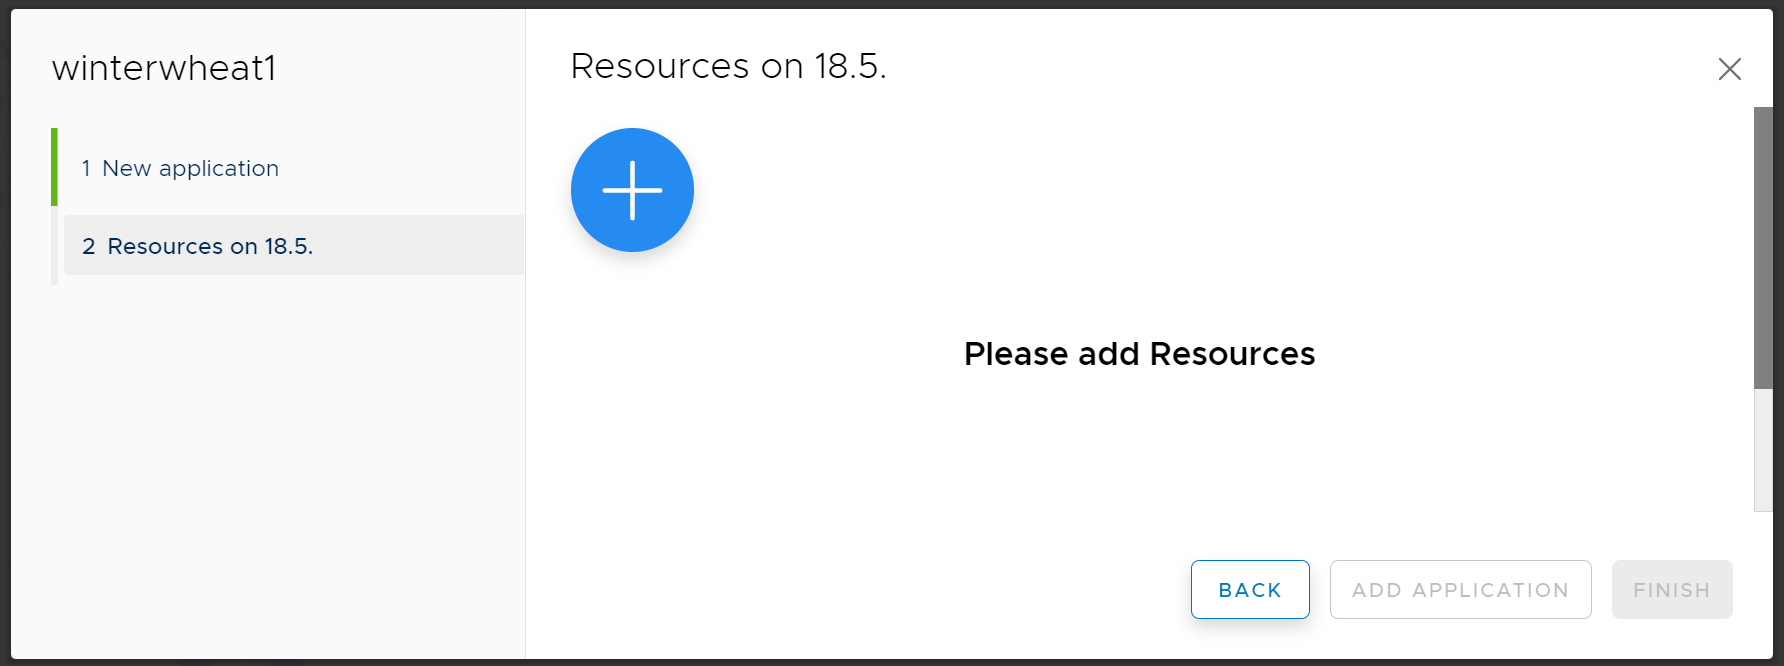 winterwheat1
1 New application
2 Resources on 18.5.
Resources on 18.5.
Please add Resources
BACK
ADD APPLICATION
FINISH